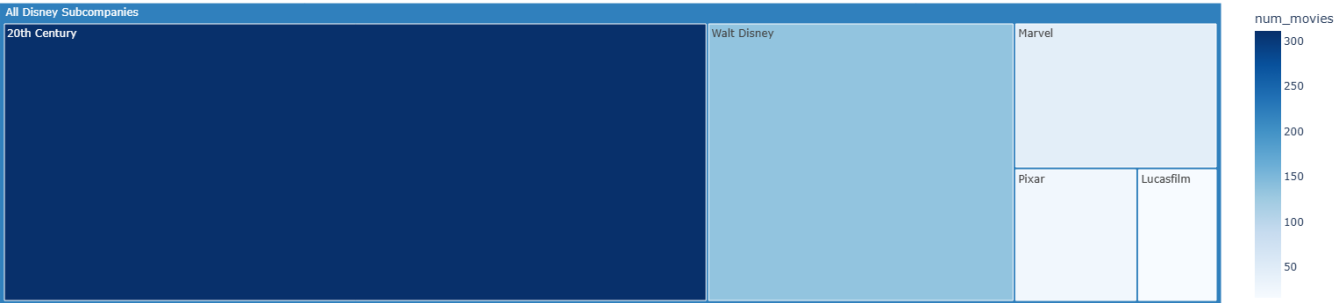 All Disney Subcompanies
20th Century
Walt Disney
Marvel
Pixar
Lucasfilm
num_movies
300
250
200
150
100
50